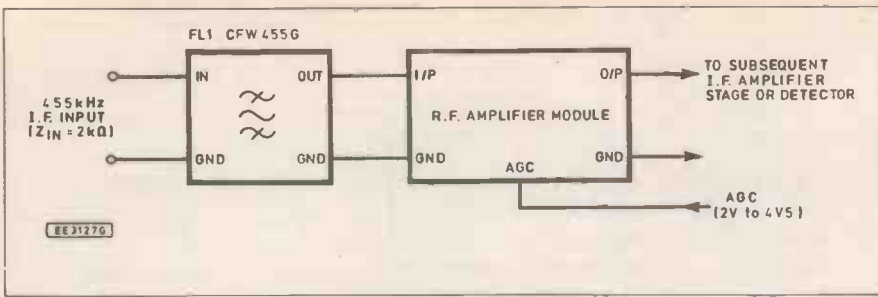 FL1 CFW455G
IN
OUT
455kHz
I.F. INPUT
(ZIN = 2kΩ)
GND
GND
I/P
O/P
R.F. AMPLIFIER MODULE
GND
GND
AGC
TO SUBSEQUENT
I.F. AMPLIFIER
STAGE OR DETECTOR
AGC
(2V to 4V5)
EE3127G